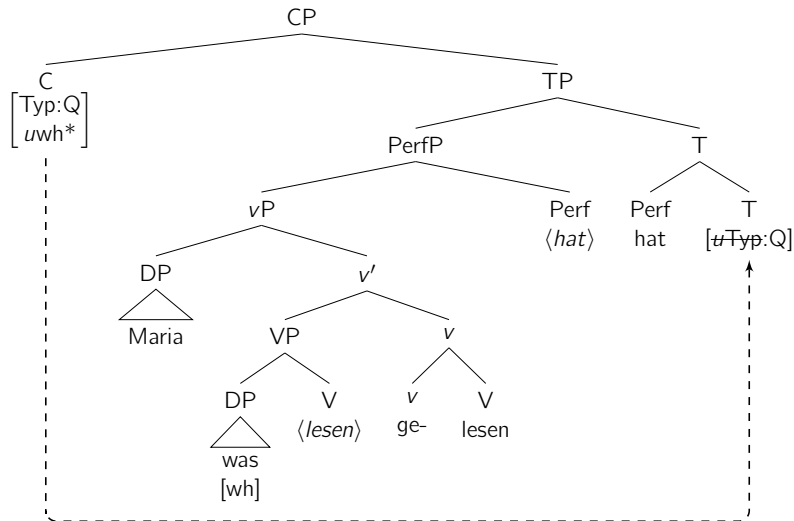 CP
C
TP
[Typ:Q
uwh*]
PerfP
T
vP
Perf
Perf
T
⟨hat⟩
hat
[uTyp:Q]
DP
v′
Maria
VP
v
DP
V
v
V
⟨lesen⟩
ge-
lesen
was
[wh]